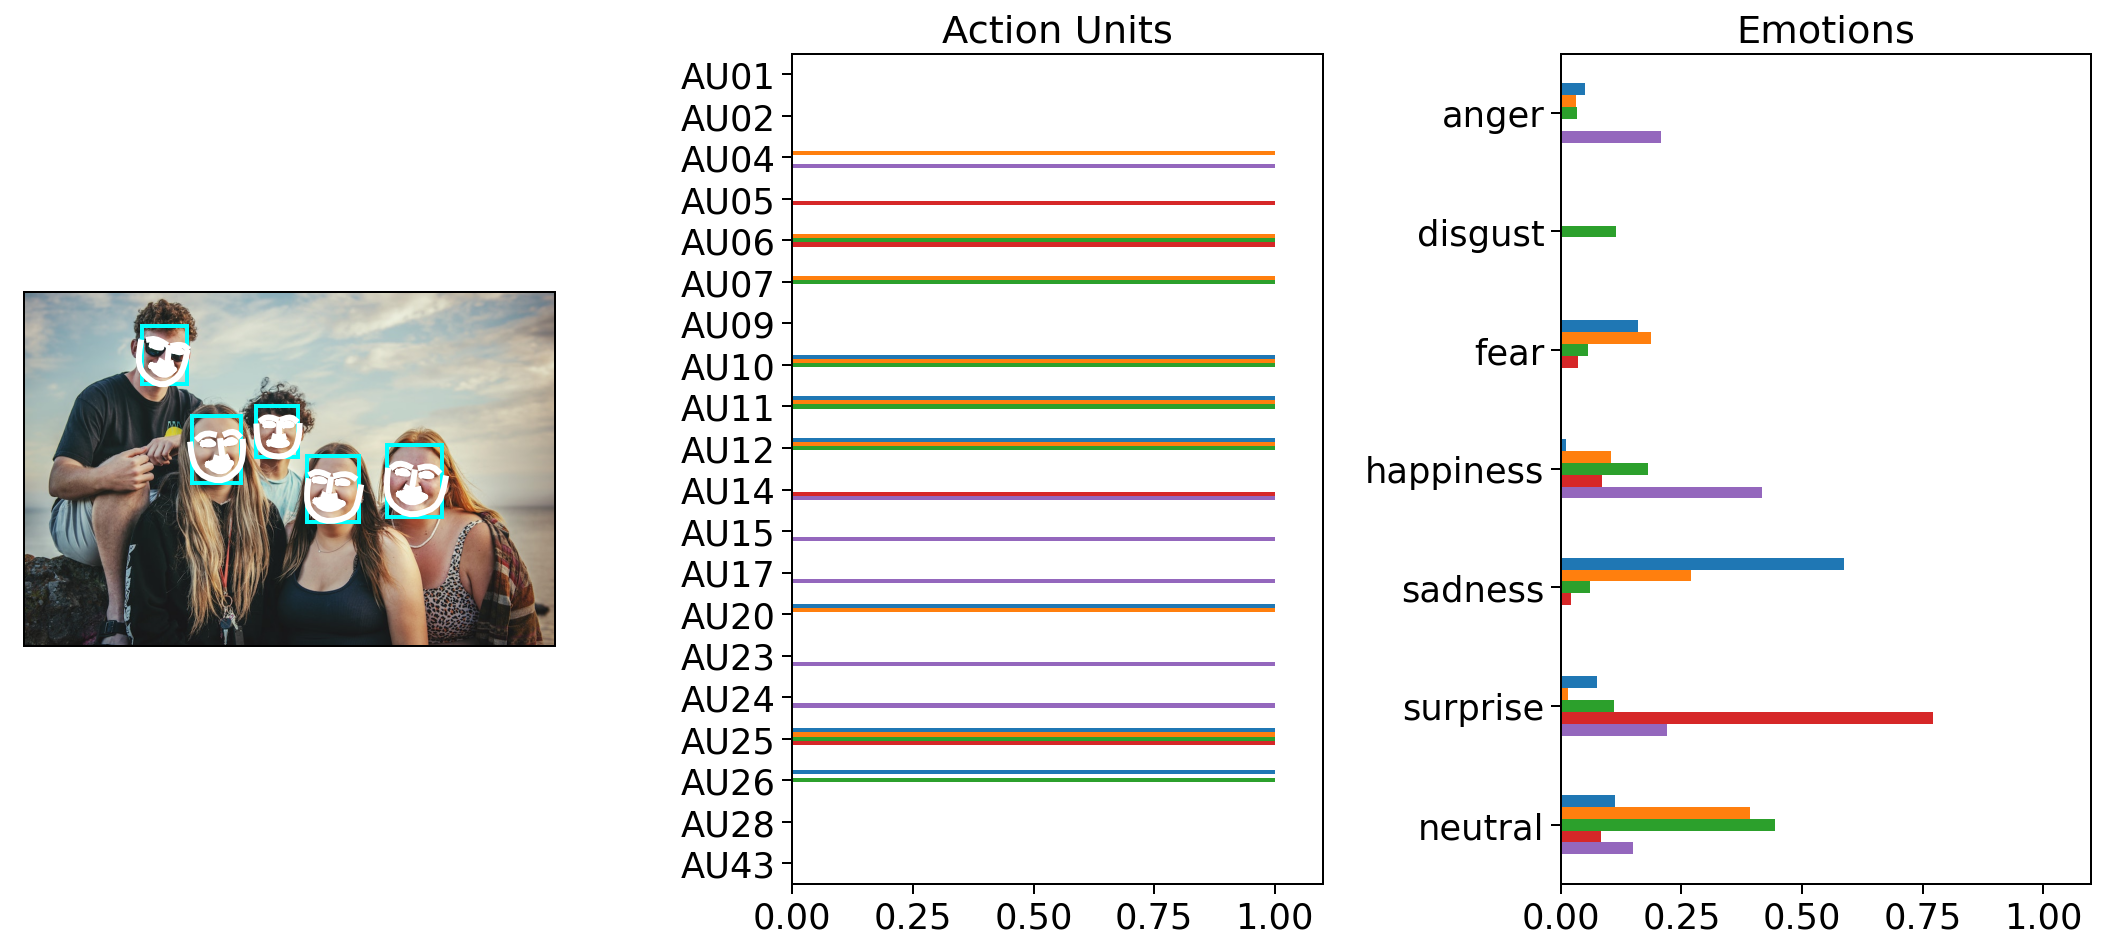 Action Units
AU01
AU02
AU04
AU05
AU06
AU07
AU09
AU10
AU11
AU12
AU14
AU15
AU17
AU20
AU23
AU24
AU25
AU26
AU28
AU43
0.00 0.25 0.50 0.75 1.00
Emotions
anger
disgust
fear
happiness
sadness
surprise
neutral
0.00 0.25 0.50 0.75 1.00